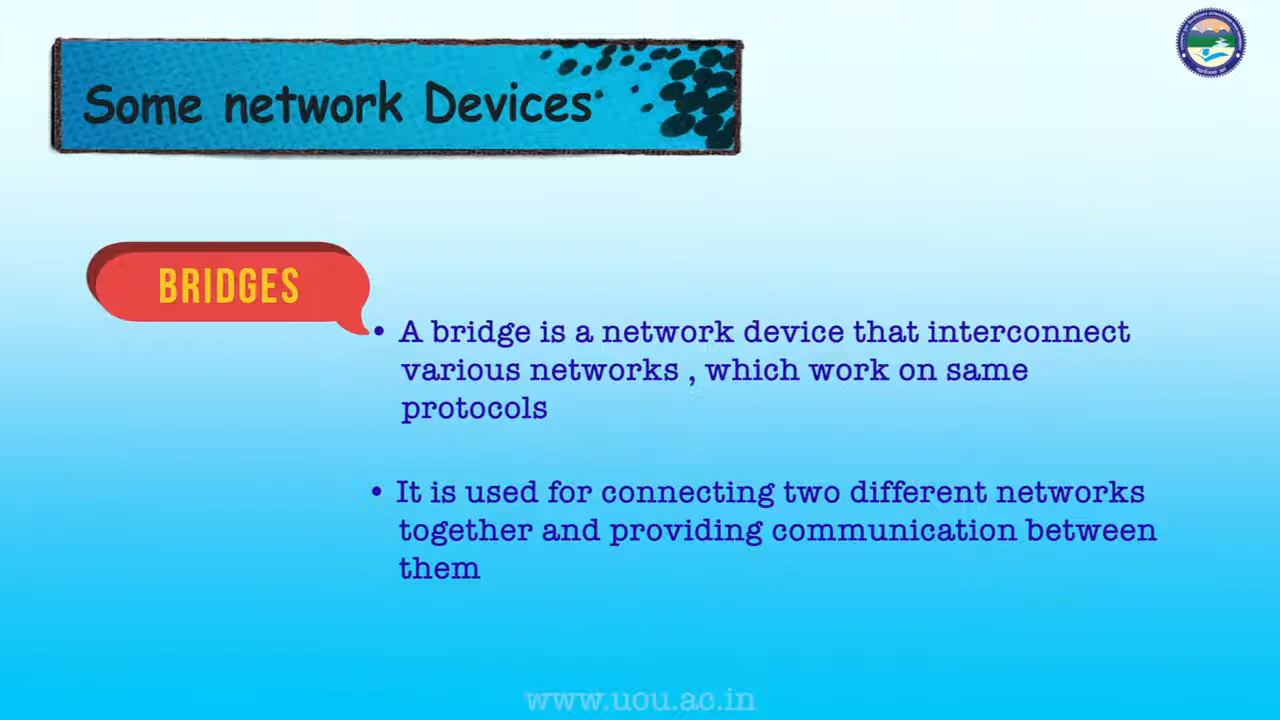 Some network Devices
BRIDGES
• A bridge is a network device that interconnect
various networks , which work on same
protocols
• It is used for connecting two different networks
together and providing communication between
them
www.uou.ac.in